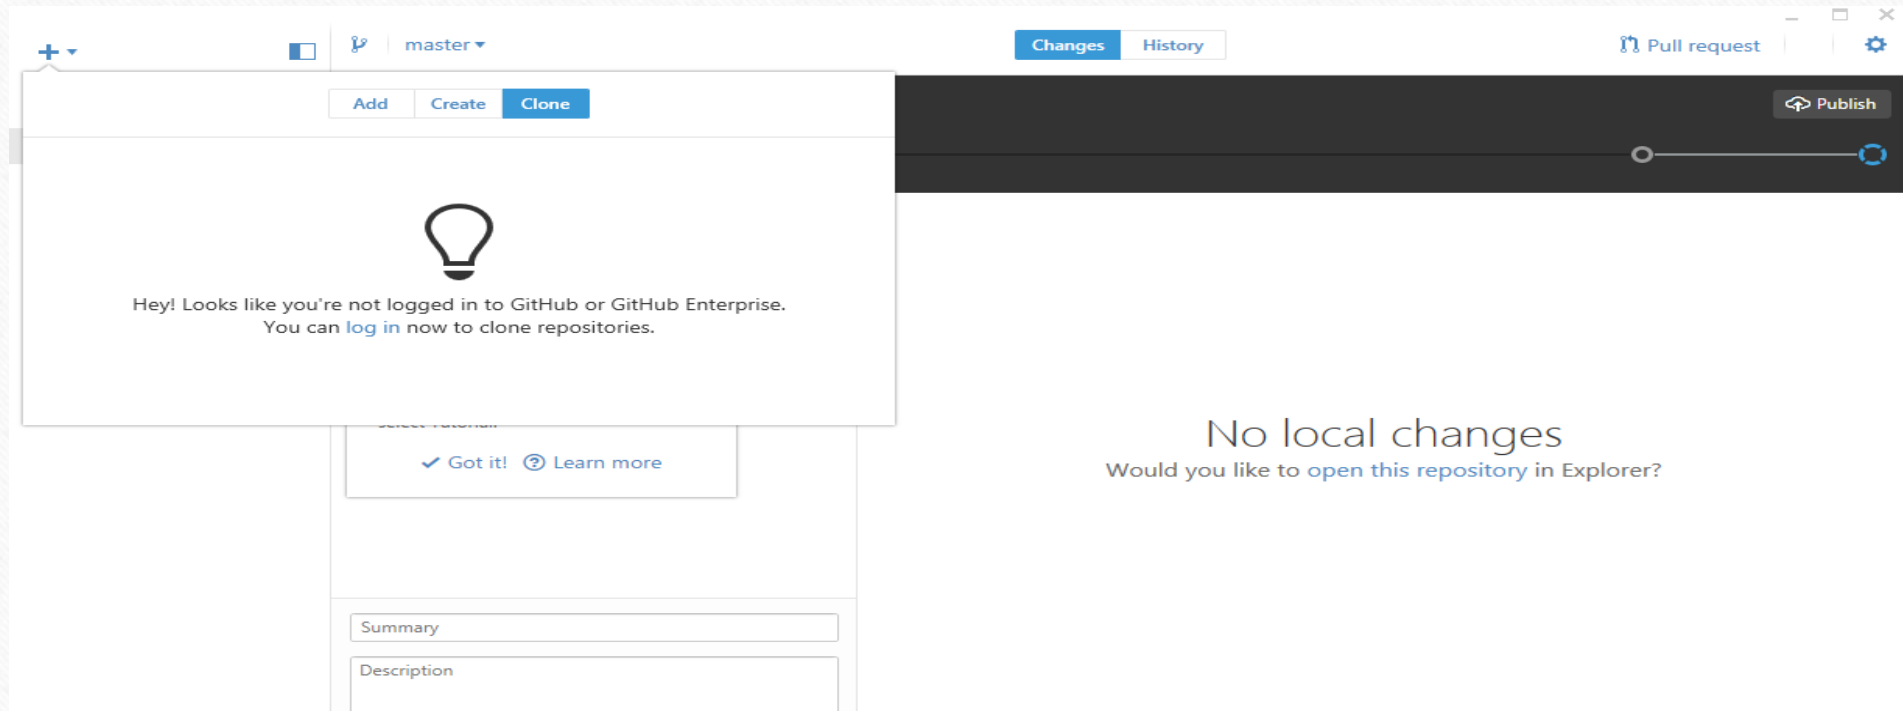 master
Changes
History
Pull request
Add
Create
Clone
Publish
Hey! Looks like you're not logged in to GitHub or GitHub Enterprise.
You can log in now to clone repositories.
select Tutorial.
Got it!
Learn more
No local changes
Would you like to open this repository in Explorer?
Summary
Description